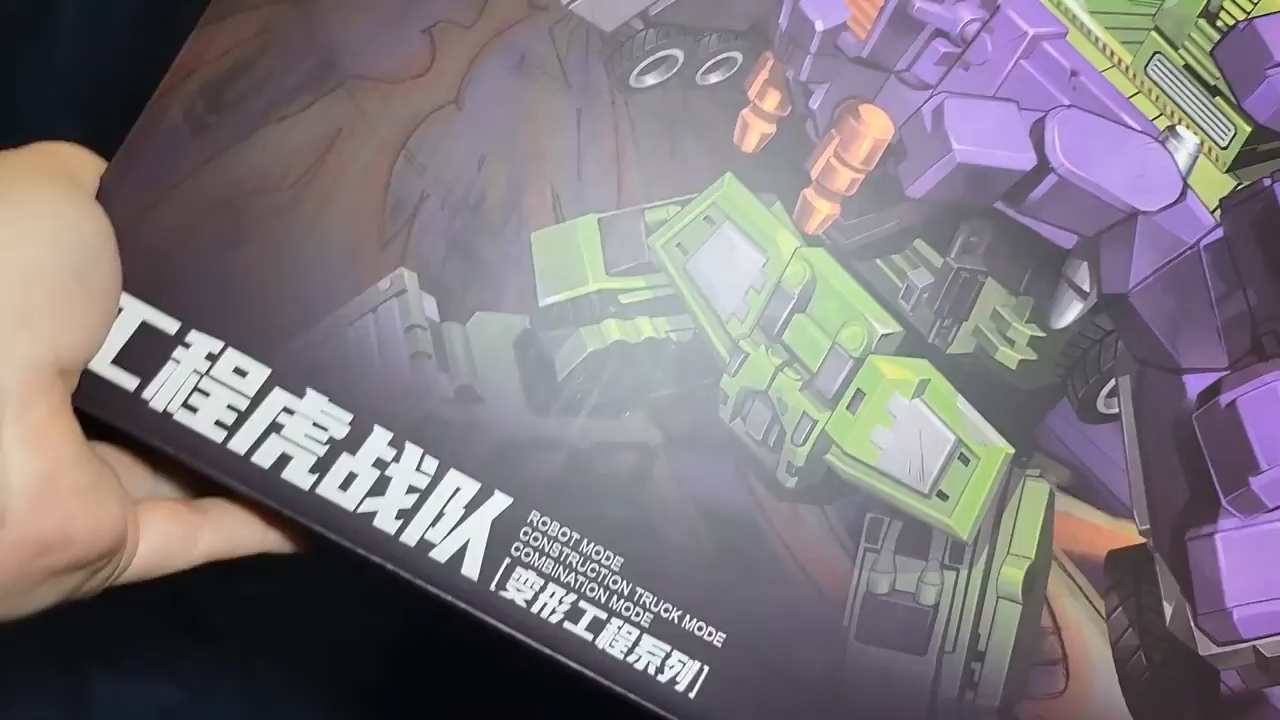 工程虎战队
ROBOT MODE
CONSTRUCTION TRUCK MODE
COMBINATION MODE
[变形工程系列]